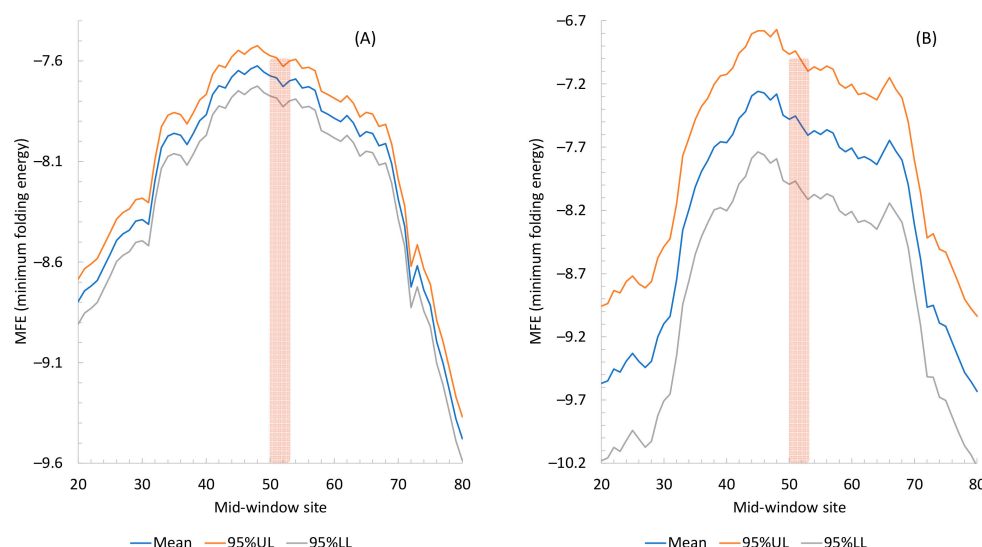 (A)
MFE (minimum folding energy)
−7.6
−8.1
−8.6
−9.1
−9.6
20 30 40 50 60 70 80
Mid-window site
Mean 95%UL 95%LL
(B)
MFE (minimum folding energy)
−6.7
−7.2
−7.7
−8.2
−8.7
−9.2
−9.7
−10.2
20 30 40 50 60 70 80
Mid-window site
Mean 95%UL 95%LL